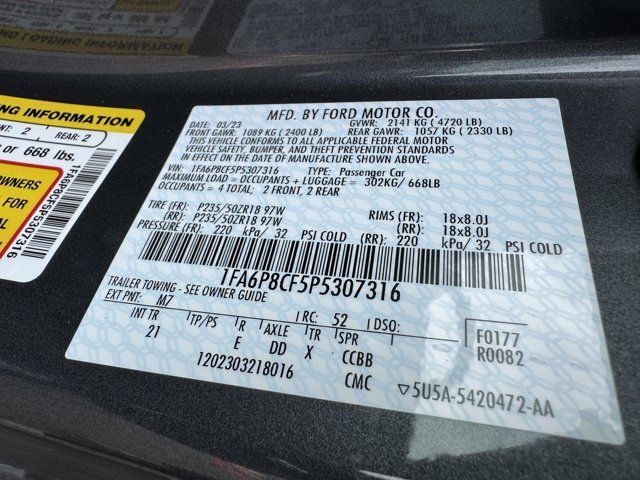 ING INFORMATION
NT: 2 REAR: 2
or 668 lbs.
OWNERS
1FA6P8CF5P5307316
MFD. BY FORD MOTOR CO.
DATE: 03/23 GVWR: 2141 KG ( 4720 LB)
FRONT GAWR: 1089 KG ( 2400 LB) REAR GAWR: 1057 KG ( 2330 LB)
THIS VEHICLE CONFORMS TO ALL APPLICABLE FEDERAL MOTOR
VEHICLE SAFETY, BUMPER, AND THEFT PREVENTION STANDARDS
IN EFFECT ON THE DATE OF MANUFACTURE SHOWN ABOVE.
VIN: 1FA6P8CF5P5307316 TYPE: Passenger Car
MAXIMUM LOAD = OCCUPANTS + LUGGAGE = 302KG/ 668LB
OCCUPANTS = 4 TOTAL: 2 FRONT, 2 REAR
TIRE (FR) P235/50ZR18 97W RIMS (FR): 18x8.0J
(RR) P235/50ZR18 97W (RR): 18x8.0J
PRESSURE (FR) 220 kPa/ 32 PSI COLD (RR) 220 kPa/ 32 PSI COLD
1FA6P8CF5P5307316
TRAILER TOWING - SEE OWNER GUIDE
EXT PNT: M7 RC: 52 DSO: F0177
INT TR TP/PS R AXLE TR SPR R0082
21 E DD X CCBB
1202303218016 CMC ▽5U5A-5420472-AA